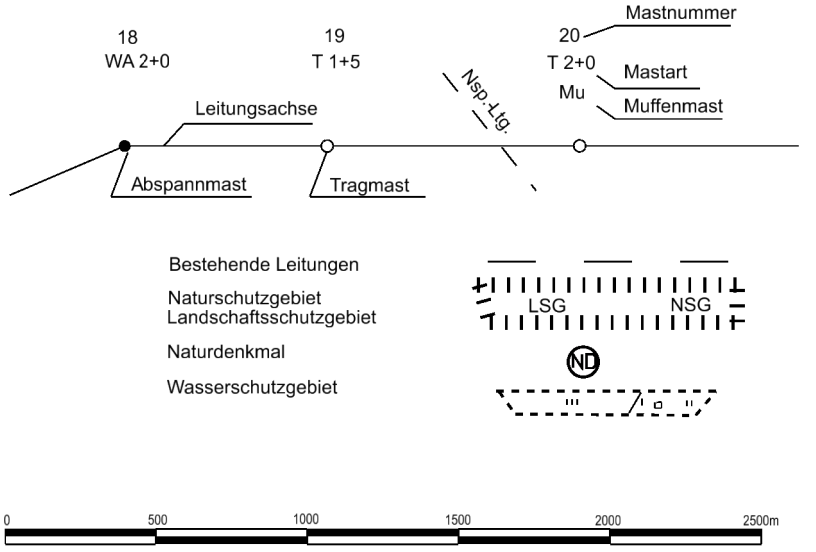 Mastnummer
18
19
20
WA 2+0
T 1+5
T 2+0
Mastart
Nsp.-Ltg.
Mu
Muffenmast
Leitungsachse
Abspannmast
Tragmast
Bestehende Leitungen
Naturschutzgebiet
LSG
NSG
Landschaftsschutzgebiet
Naturdenkmal
ND
Wasserschutzgebiet
III
II
0
500
1000
1500
2000
2500m